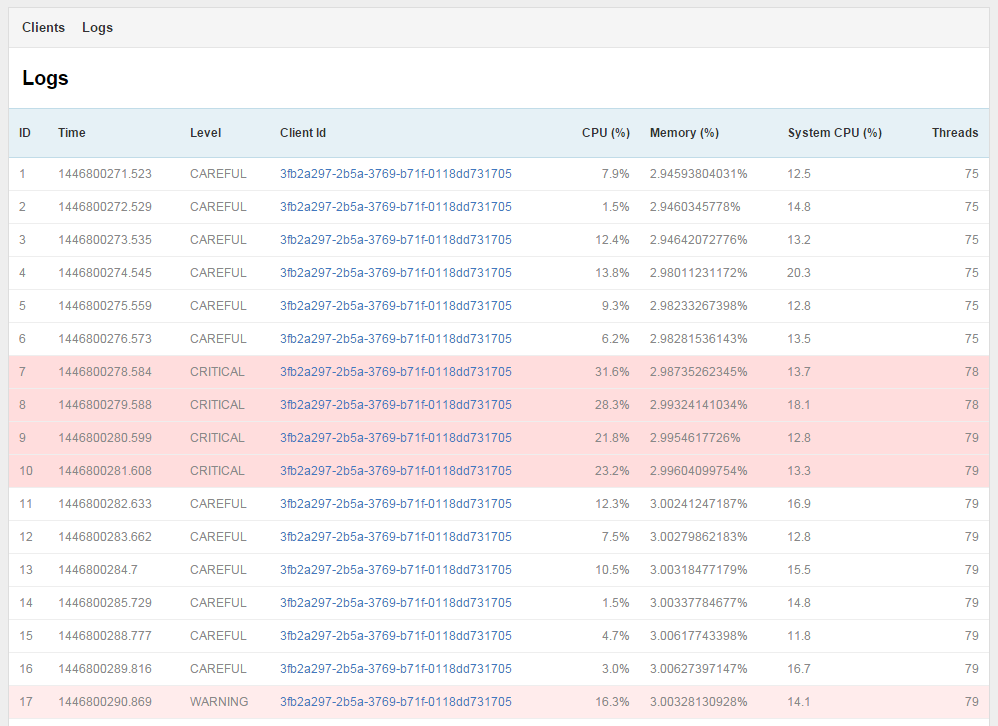 Clients Logs
Logs
ID Time Level Client Id CPU (%) Memory (%) System CPU (%) Threads
1 1446800271.523 CAREFUL 3fb2a297-2b5a-3769-b71f-0118dd731705 7.9% 2.94593804031% 12.5 75
2 1446800272.529 CAREFUL 3fb2a297-2b5a-3769-b71f-0118dd731705 1.5% 2.9460345778% 14.8 75
3 1446800273.535 CAREFUL 3fb2a297-2b5a-3769-b71f-0118dd731705 12.4% 2.94642072776% 13.2 75
4 1446800274.545 CAREFUL 3fb2a297-2b5a-3769-b71f-0118dd731705 13.8% 2.98011231172% 20.3 75
5 1446800275.559 CAREFUL 3fb2a297-2b5a-3769-b71f-0118dd731705 9.3% 2.98233267398% 12.8 75
6 1446800276.573 CAREFUL 3fb2a297-2b5a-3769-b71f-0118dd731705 6.2% 2.98281536143% 13.5 75
7 1446800278.584 CRITICAL 3fb2a297-2b5a-3769-b71f-0118dd731705 31.6% 2.98735262345% 13.7 78
8 1446800279.588 CRITICAL 3fb2a297-2b5a-3769-b71f-0118dd731705 28.3% 2.99324141034% 18.1 78
9 1446800280.599 CRITICAL 3fb2a297-2b5a-3769-b71f-0118dd731705 21.8% 2.9954617726% 12.8 79
10 1446800281.608 CRITICAL 3fb2a297-2b5a-3769-b71f-0118dd731705 23.2% 2.99604099754% 13.3 79
11 1446800282.633 CAREFUL 3fb2a297-2b5a-3769-b71f-0118dd731705 12.3% 3.00241247187% 16.9 79
12 1446800283.662 CAREFUL 3fb2a297-2b5a-3769-b71f-0118dd731705 7.5% 3.00279862183% 12.8 79
13 1446800284.7 CAREFUL 3fb2a297-2b5a-3769-b71f-0118dd731705 10.5% 3.00318477179% 15.5 79
14 1446800285.729 CAREFUL 3fb2a297-2b5a-3769-b71f-0118dd731705 1.5% 3.00337784677% 14.8 79
15 1446800288.777 CAREFUL 3fb2a297-2b5a-3769-b71f-0118dd731705 4.7% 3.00617743398% 11.8 79
16 1446800289.816 CAREFUL 3fb2a297-2b5a-3769-b71f-0118dd731705 3.0% 3.00627397147% 16.7 79
17 1446800290.869 WARNING 3fb2a297-2b5a-3769-b71f-0118dd731705 16.3% 3.00328130928% 14.1 79